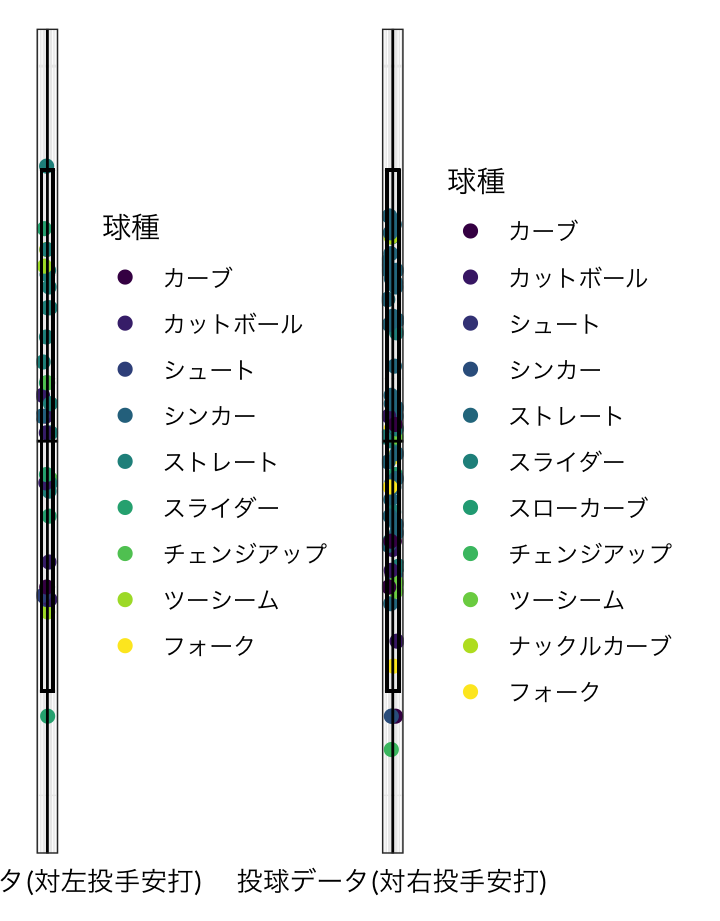 球種
カーブ
カットボール
シュート
シンカー
ストレート
スライダー
チェンジアップ
ツーシーム
フォーク
タ(対左投手安打)
球種
カーブ
カットボール
シュート
シンカー
ストレート
スライダー
スローカーブ
チェンジアップ
ツーシーム
ナックルカーブ
フォーク
投球データ(対右投手安打)